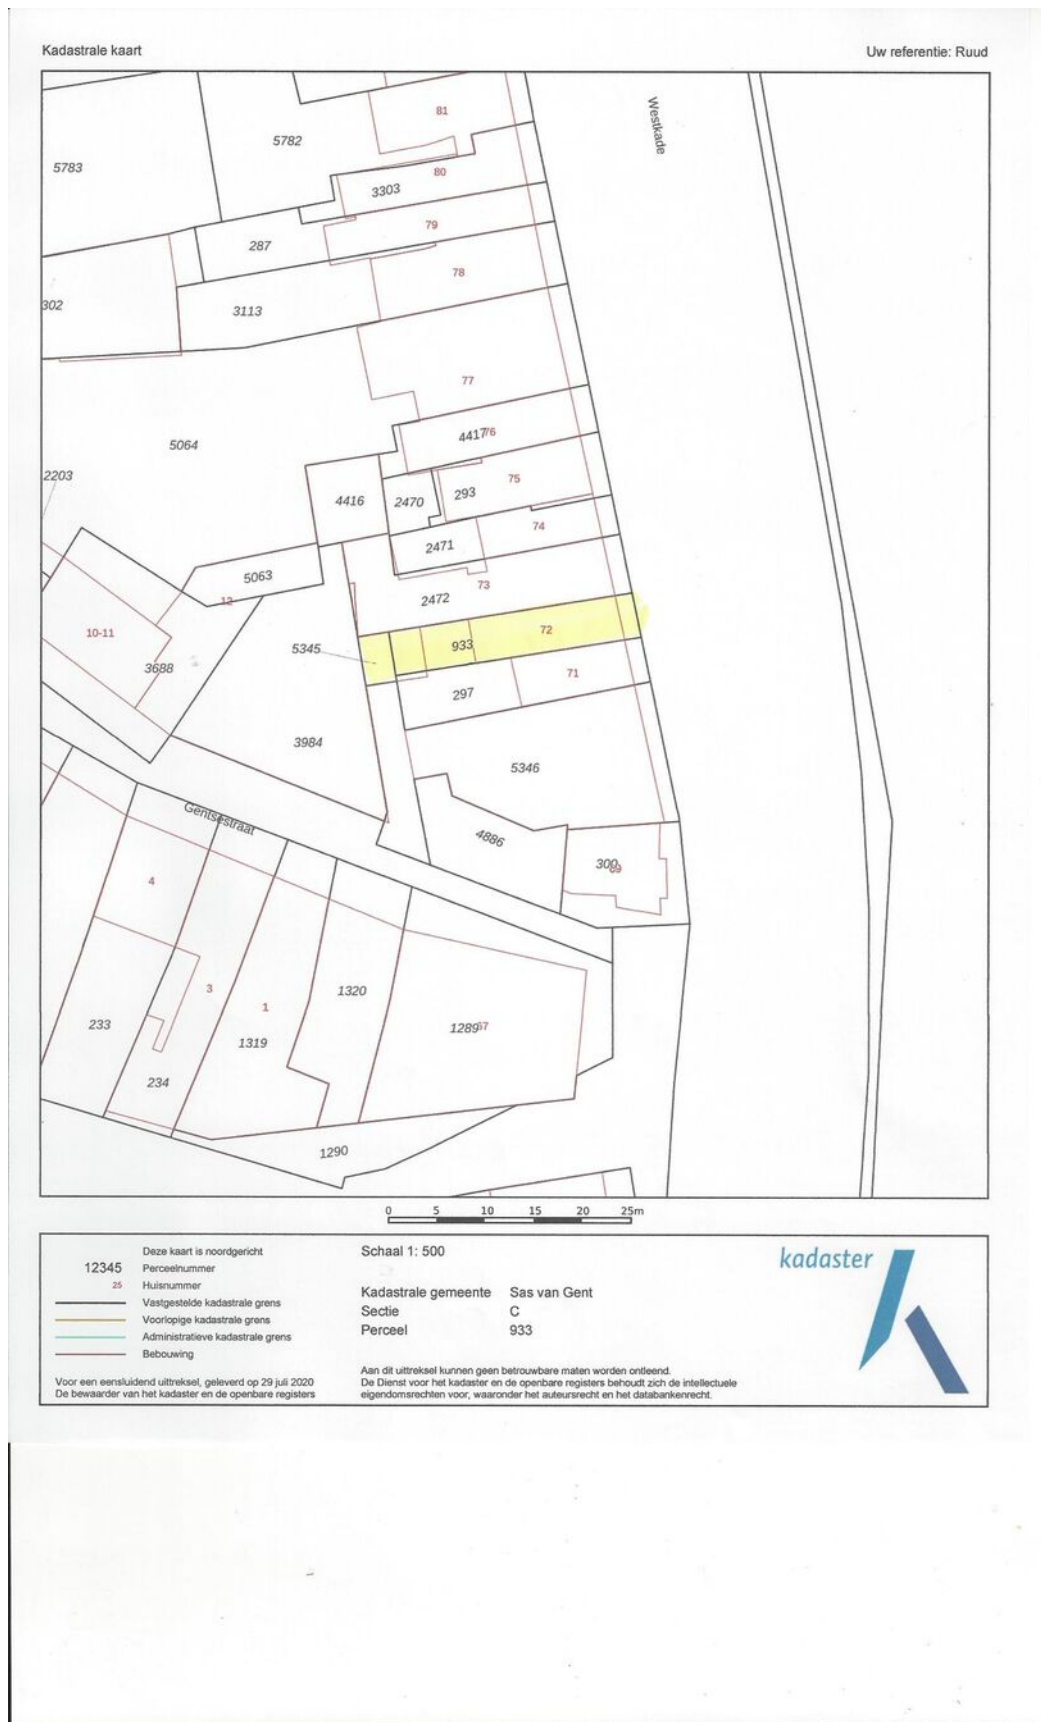 Kadastrale kaart
Uw referentie: Ruud
81
Westkade
5782
5783
80
3303
79
287
78
302
3113
77
4417
76
5064
75
2203
293
4416
2470
74
2471
5063
73
2472
12
72
10-11
933
5345
3688
71
297
3984
5346
Gentsestraat
4886
300
69
4
3
1
1320
233
1289
57
1319
234
1290
0 5 10 15 20 25m
Deze kaart is noordgericht
12345 Perceelnummer
25 Huisnummer
Vastgestelde kadastrale grens
Voorlopige kadastrale grens
Administratieve kadastrale grens
Bebouwing
Voor een eensluidend uittreksel, geleverd op 29 juli 2020
De bewaarder van het kadaster en de openbare registers
Schaal 1: 500
Kadastrale gemeente Sas van Gent
Sectie C
Perceel 933
Aan dit uittreksel kunnen geen betrouwbare maten worden ontleend.
De Dienst voor het kadaster en de openbare registers behoudt zich de intellectuele
eigendomsrechten voor, waaronder het auteursrecht en het databankenrecht.
kadaster